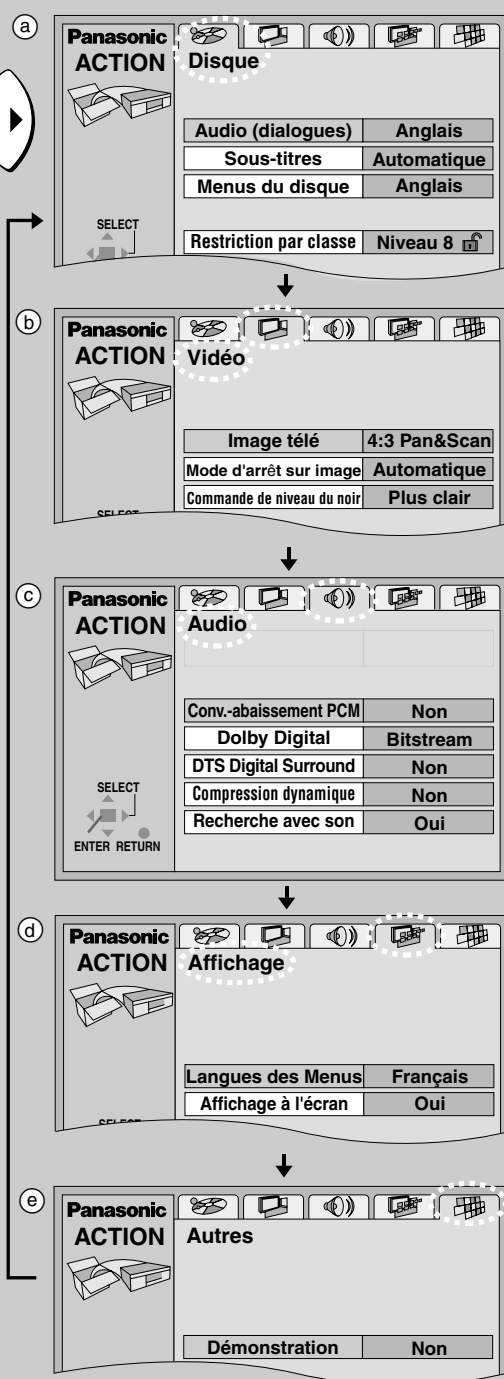 a
Panasonic
ACTION
Disque
Audio (dialogues) Anglais
Sous-titres Automatique
Menus du disque Anglais
SELECT
Restriction par classe Niveau 8
b
Panasonic
ACTION
Vidéo
Image télé 4:3 Pan&Scan
Mode d'arrêt sur image Automatique
Commande de niveau du noir Plus clair
SELECT
c
Panasonic
ACTION
Audio
Conv.-abaissement PCM Non
Dolby Digital Bitstream
DTS Digital Surround Non
SELECT
Compression dynamique Non
Recherche avec son Oui
ENTER RETURN
d
Panasonic
ACTION
Affichage
Langues des Menus Français
Affichage à l'écran Oui
SELECT
e
Panasonic
ACTION
Autres
Démonstration Non